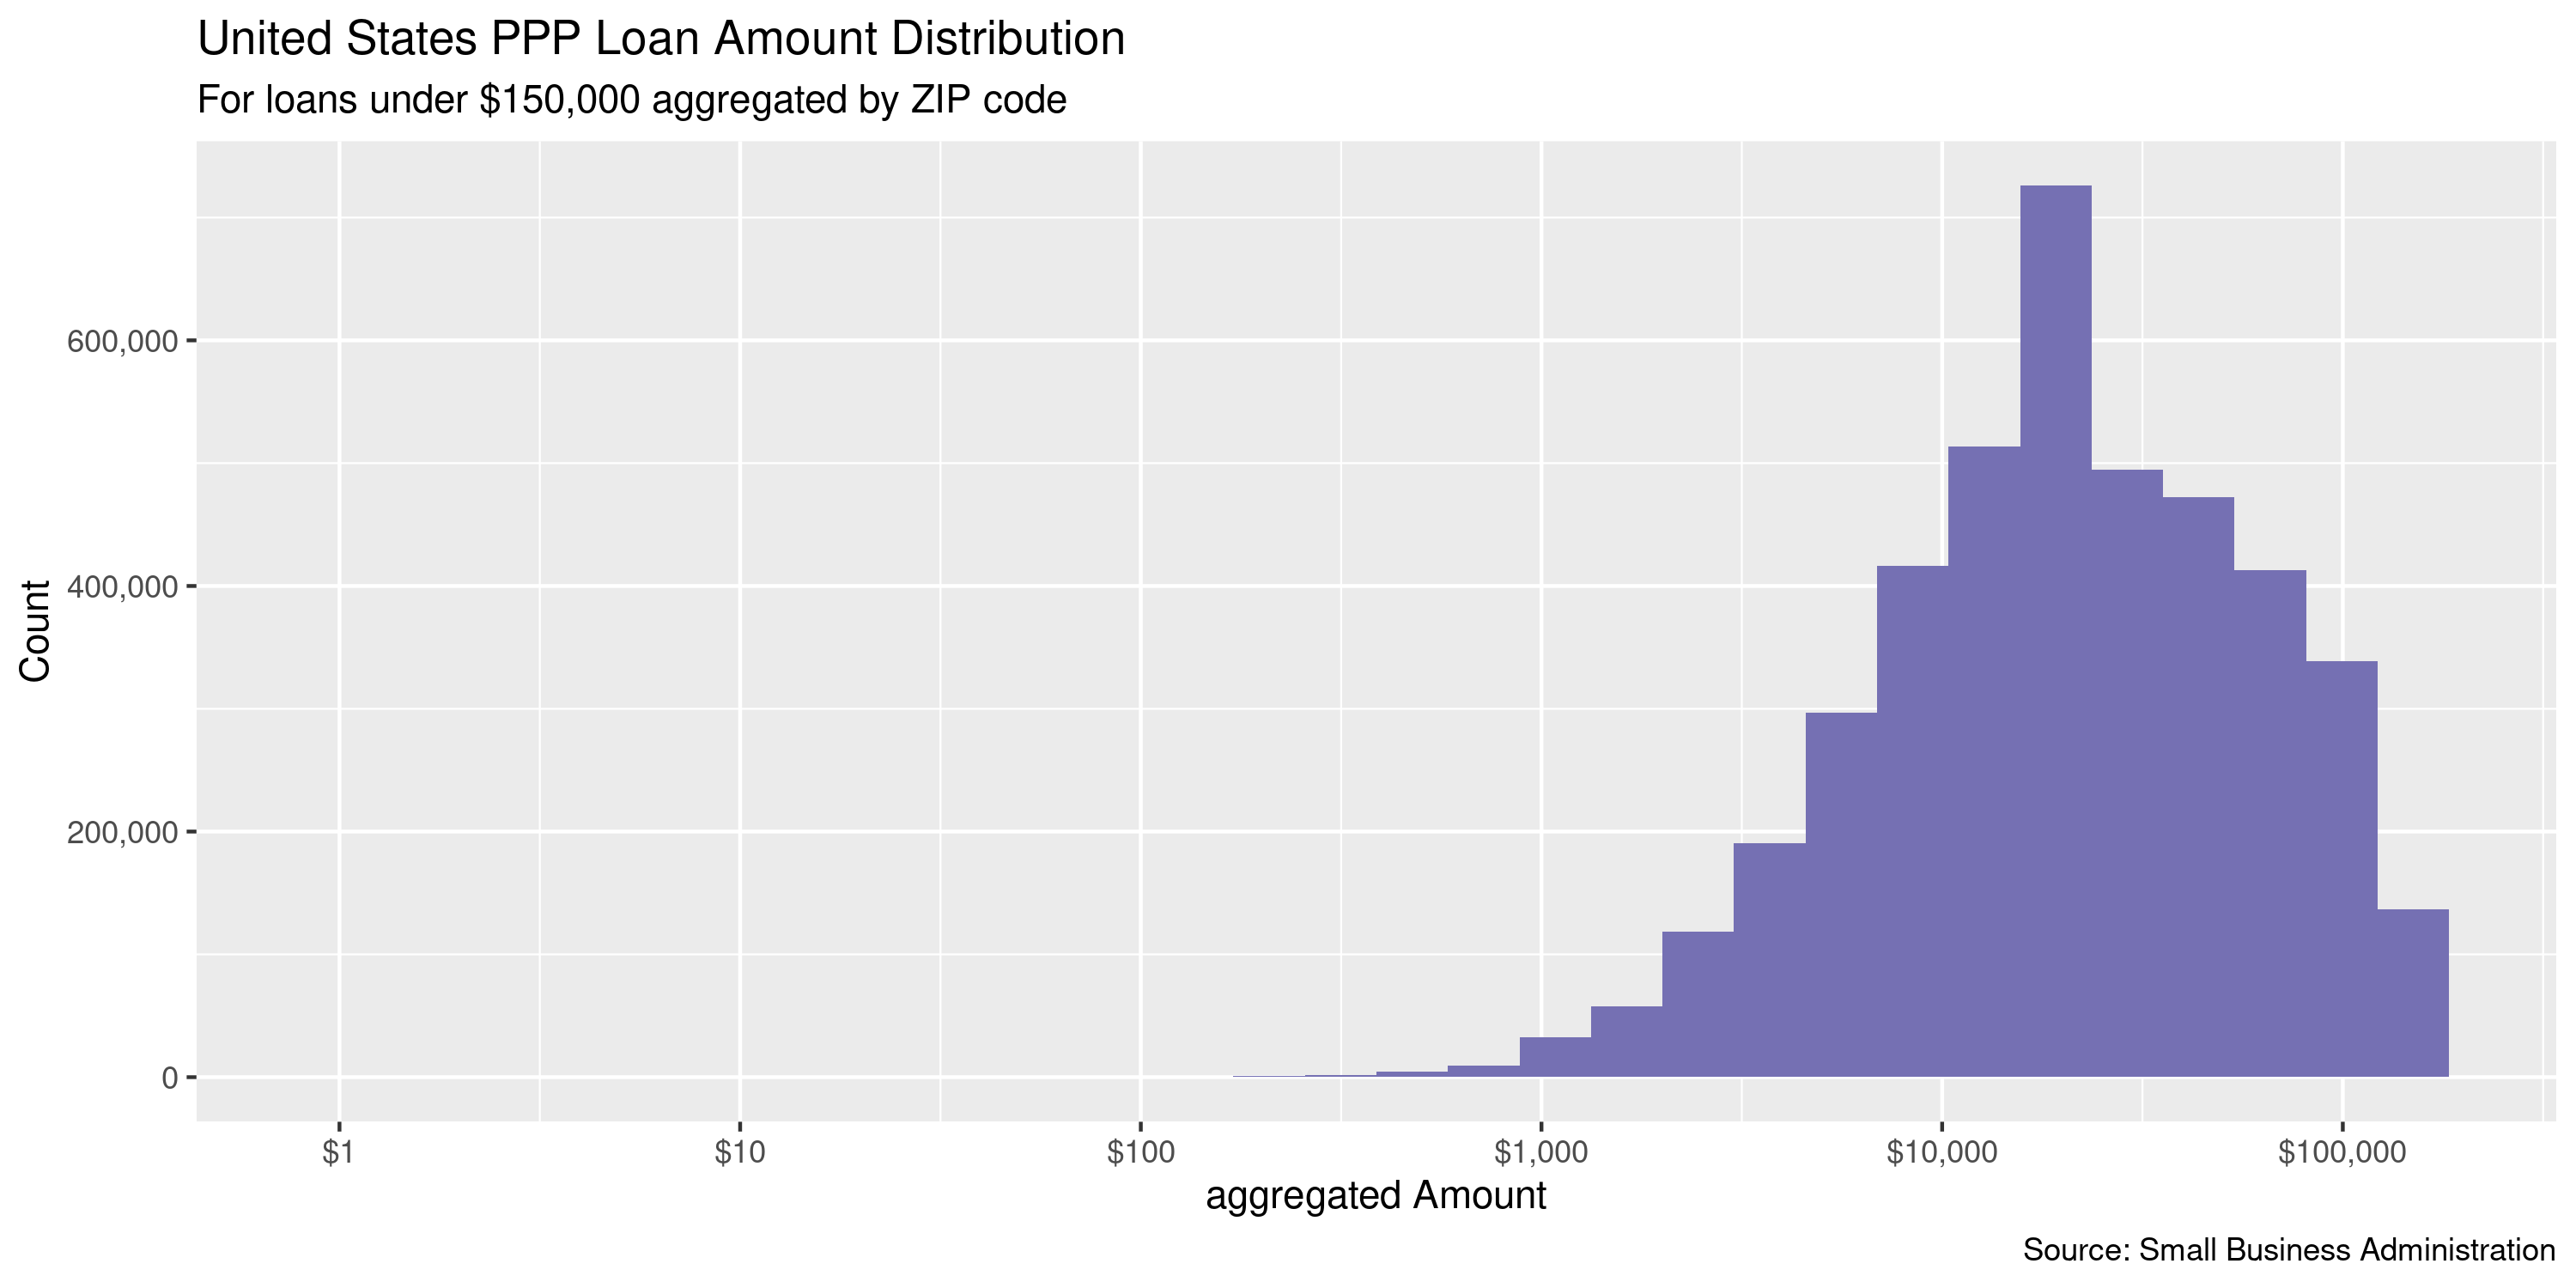 United States PPP Loan Amount Distribution
For loans under $150,000 aggregated by ZIP code
600,000
400,000
200,000
0
Count
$1
$10
$100
$1,000
$10,000
$100,000
aggregated Amount
Source: Small Business Administration